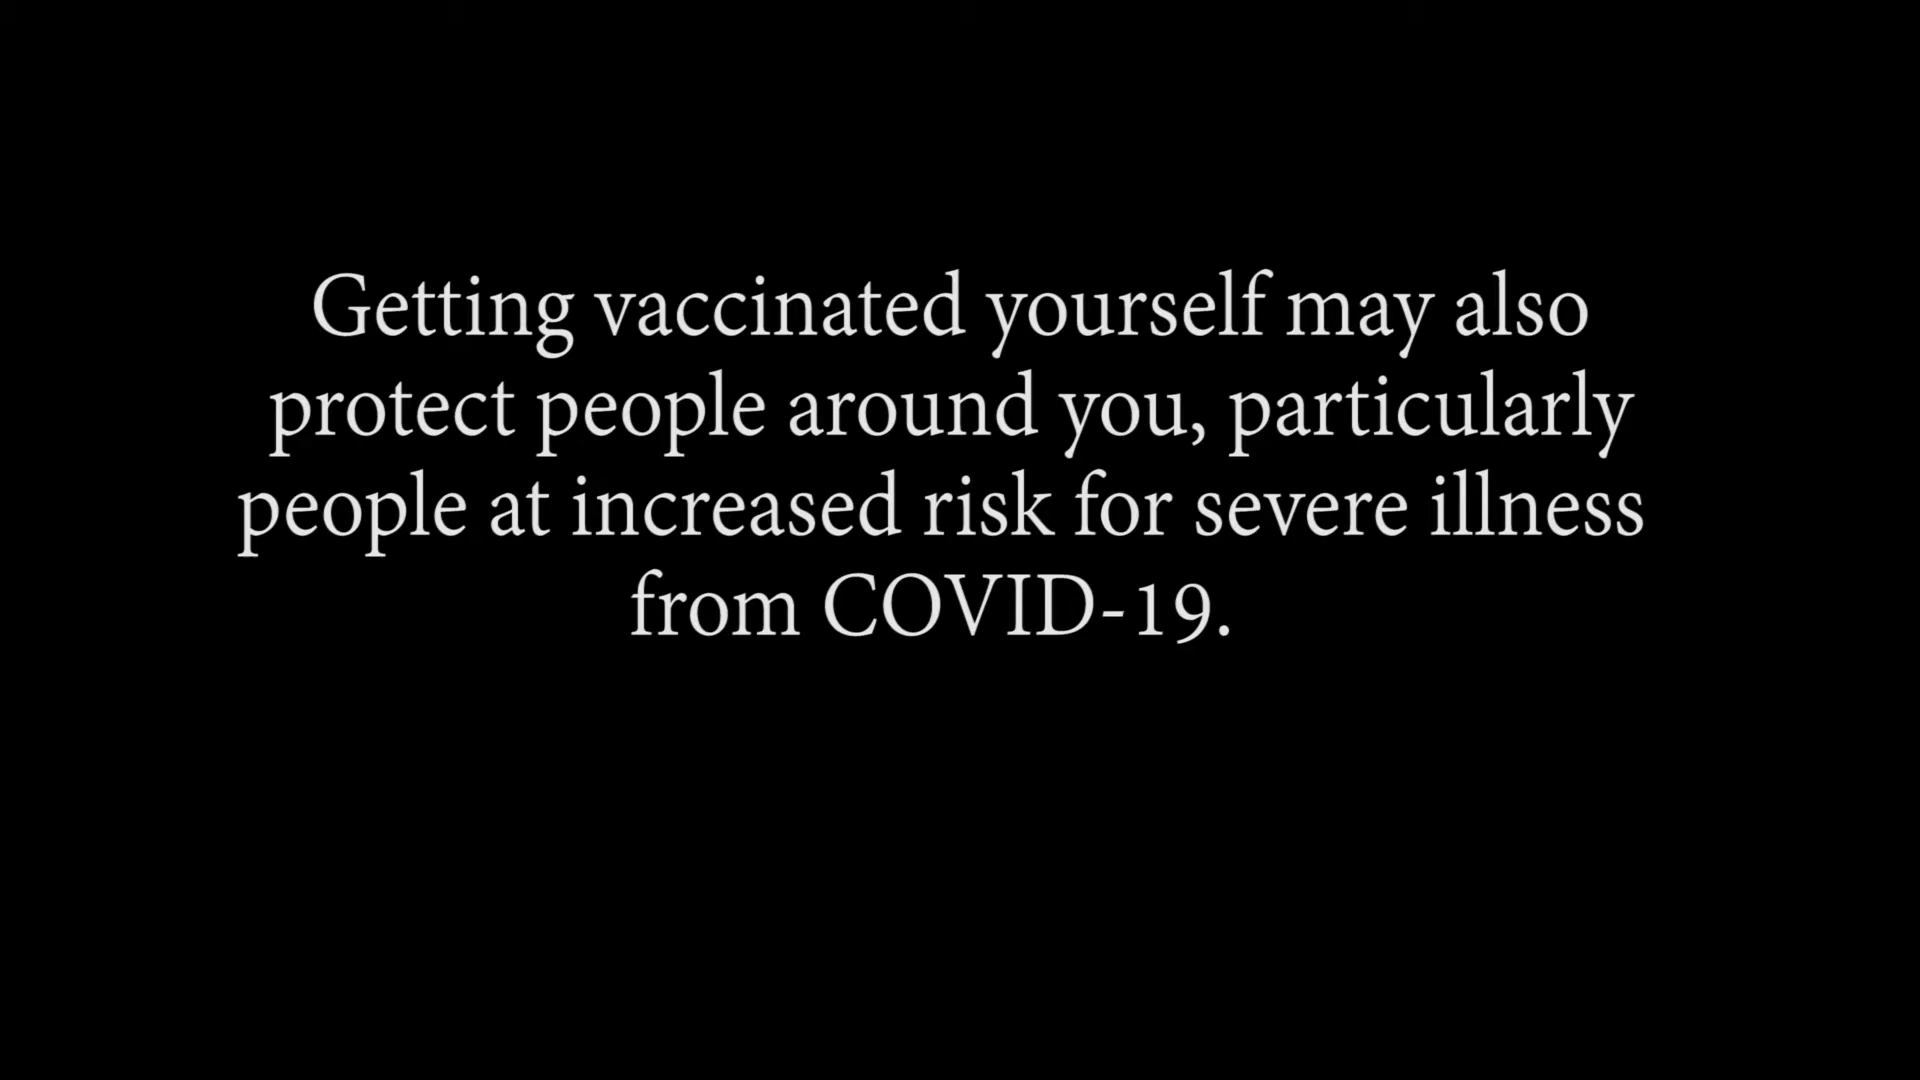 Getting vaccinated yourself may also
protect people around you, particularly
people at increased risk for severe illness
from COVID-19.